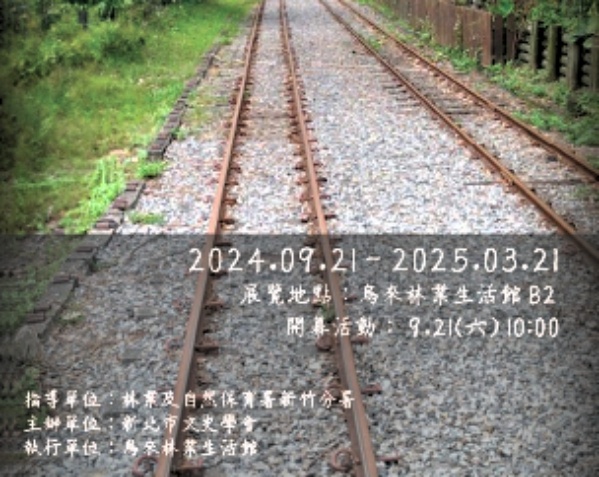 2024.09.21- 2025.03.21
展覽地點：烏來林業生活館 B2
開幕活動： 9.21(六) 10:00
指導單位：林業及自然保育署新竹分署
主辦單位：新北市文史學會
執行單位：烏來林業生活館